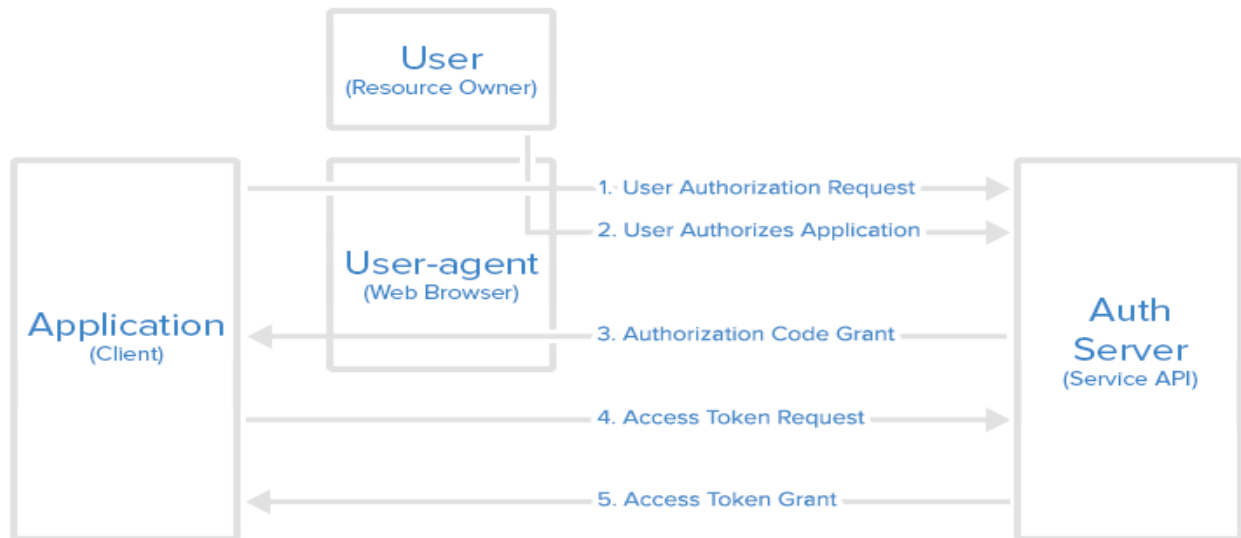 User
(Resource Owner)
1. User Authorization Request
2. User Authorizes Application
User-agent
(Web Browser)
Application
(Client)
3. Authorization Code Grant
Auth
Server
(Service API)
4. Access Token Request
5. Access Token Grant